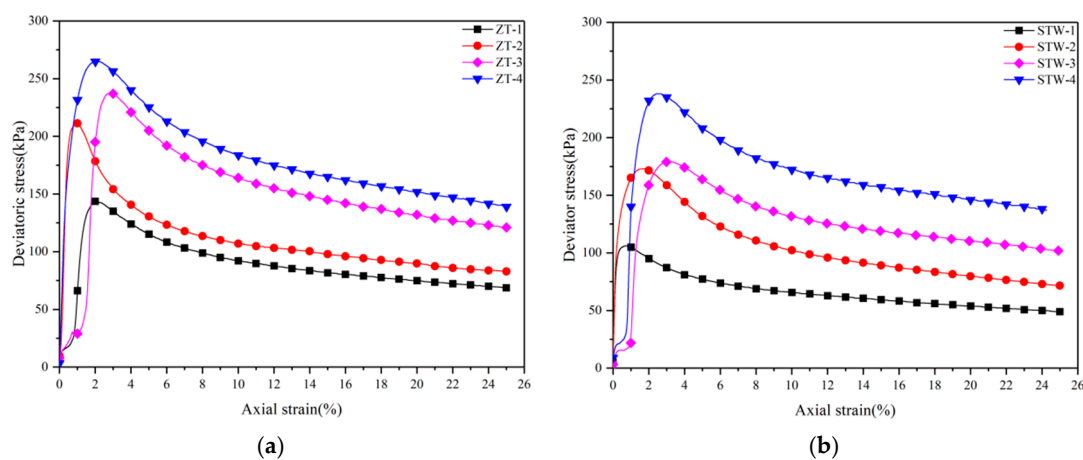 300
250
200
150
100
50
0
Deviatoric stress(kPa)
ZT-1
ZT-2
ZT-3
ZT-4
0 2 4 6 8 10 12 14 16 18 20 22 24 26
Axial strain(%)
(a)
300
250
200
150
100
50
0
Deviator stress(kPa)
STW-1
STW-2
STW-3
STW-4
0 2 4 6 8 10 12 14 16 18 20 22 24 26
Axial strain(%)
(b)